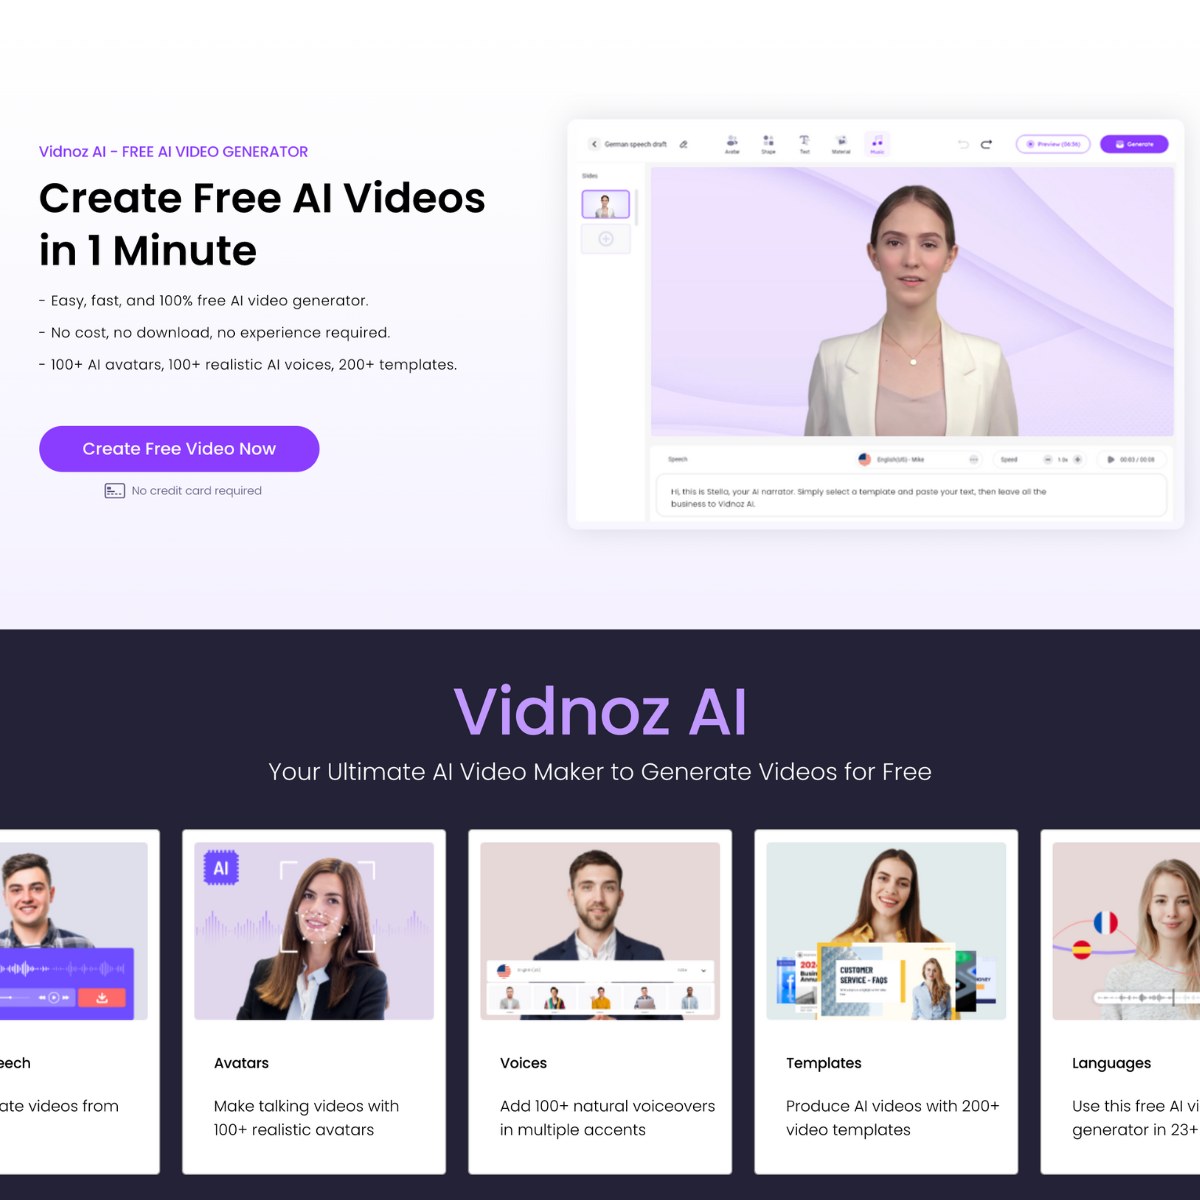 Vidnoz AI - FREE AI VIDEO GENERATOR
Create Free AI Videos
in 1 Minute
- Easy, fast, and 100% free AI video generator.
- No cost, no download, no experience required.
- 100+ AI avatars, 100+ realistic AI voices, 200+ templates.
Create Free Video Now
No credit card required
German speech draft
Avatar
Shape
Text
Material
Music
Generate
Slides
Speech
English(US) - Mike
Speed
1.0x
Hi, this is Stella, your AI narrator. Simply select a template and paste your text, then leave all the
business to Vidnoz AI.
Vidnoz AI
Your Ultimate AI Video Maker to Generate Videos for Free
eech
ate videos from
AI
Avatars
Make talking videos with
100+ realistic avatars
Voices
Add 100+ natural voiceovers
in multiple accents
CUSTOMER
SERVICE - FAQS
Templates
Produce AI videos with 200+
video templates
Languages
Use this free AI vi
generator in 23+